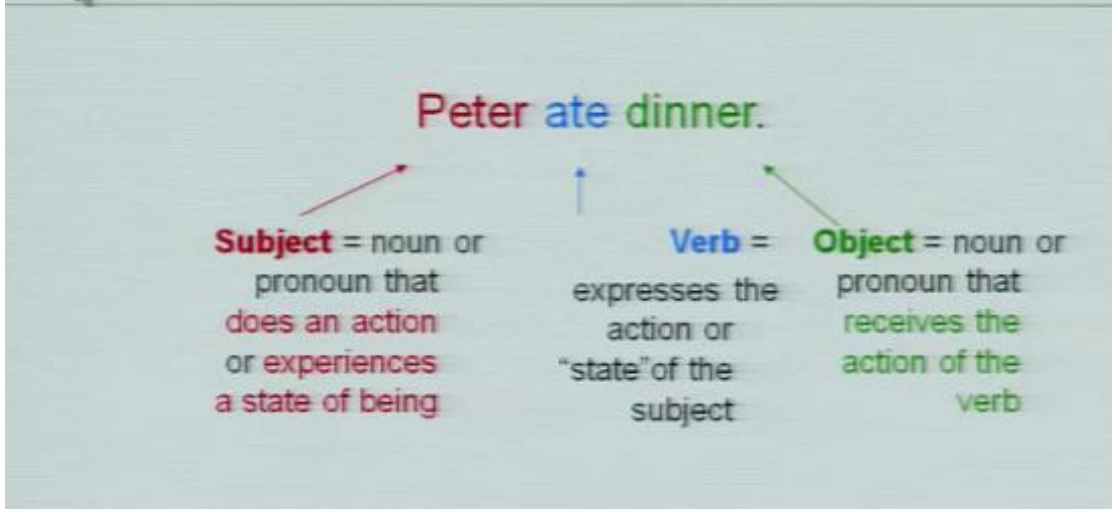 Peter ate dinner.
Subject = noun or
pronoun that
does an action
or experiences
a state of being
Verb =
expresses the
action or
“state”of the
subject
Object = noun or
pronoun that
receives the
action of the
verb